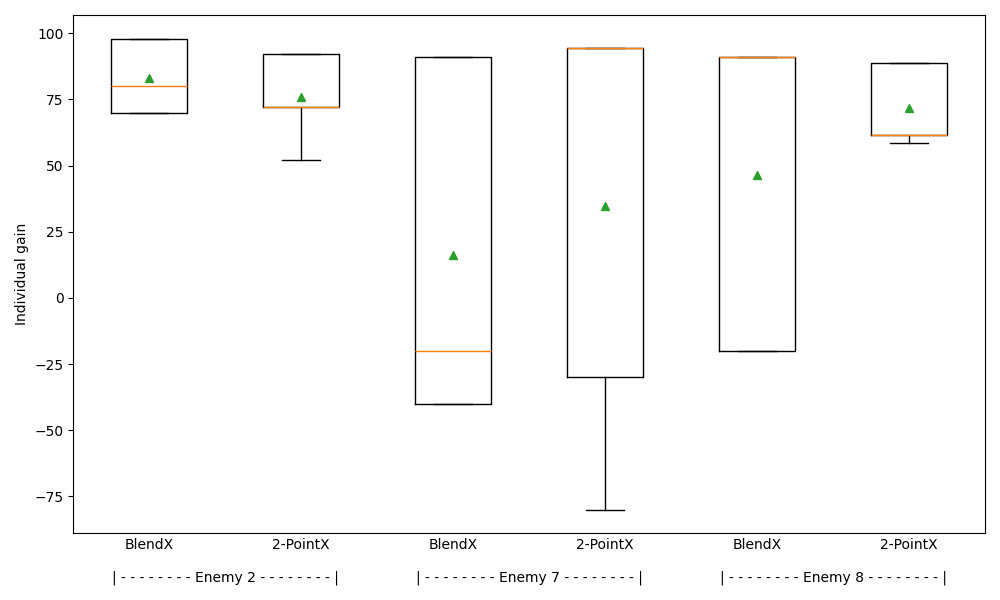 Individual gain
100
75
50
25
0
−25
−50
−75
BlendX 2-PointX BlendX 2-PointX BlendX 2-PointX
|- - - - - - - - Enemy 2 - - - - - - - -| |- - - - - - - - Enemy 7 - - - - - - - -| |- - - - - - - - Enemy 8 - - - - - - - -|